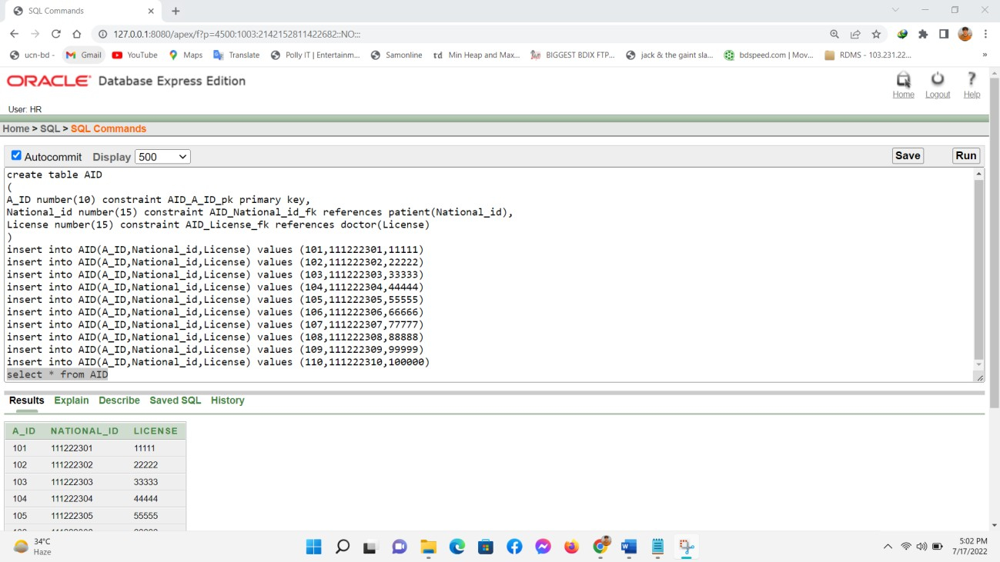 SQL Commands
127.0.0.1:8080/apex/f?p=4500:1003:2142152811422682::NO:::
ucn-bd - Gmail YouTube Maps Translate Polly IT | Entertainm... Samonline td Min Heap and Max... BIGGEST BDIX FTP... jack & the gaint sla... bdspeed.com | Mov... RDMS - 103.231.22... »
ORACLE Database Express Edition
Home Logout Help
User: HR
Home > SQL > SQL Commands
Autocommit Display 500 Save Run
create table AID
(
A_ID number(10) constraint AID_A_ID_pk primary key,
National_id number(15) constraint AID_National_id_fk references patient(National_id),
License number(15) constraint AID_License_fk references doctor(License)
)
insert into AID(A_ID,National_id,License) values (101,111222301,11111)
insert into AID(A_ID,National_id,License) values (102,111222302,22222)
insert into AID(A_ID,National_id,License) values (103,111222303,33333)
insert into AID(A_ID,National_id,License) values (104,111222304,44444)
insert into AID(A_ID,National_id,License) values (105,111222305,55555)
insert into AID(A_ID,National_id,License) values (106,111222306,66666)
insert into AID(A_ID,National_id,License) values (107,111222307,77777)
insert into AID(A_ID,National_id,License) values (108,111222308,88888)
insert into AID(A_ID,National_id,License) values (109,111222309,99999)
insert into AID(A_ID,National_id,License) values (110,111222310,100000)
select * from AID
Results Explain Describe Saved SQL History
A_ID NATIONAL_ID LICENSE
101 111222301 11111
102 111222302 22222
103 111222303 33333
104 111222304 44444
105 111222305 55555
34°C
Haze
5:02 PM
7/17/2022